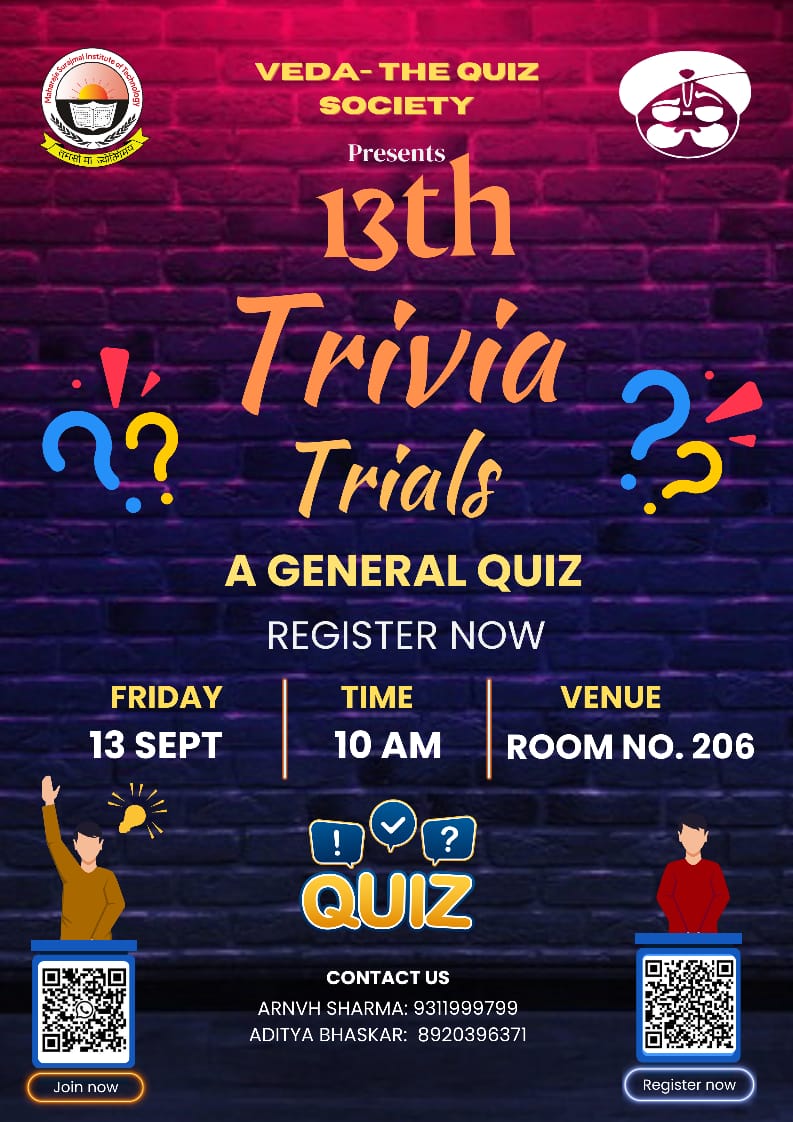 Maharaja Surajmal Institute of Technology
तमसो मा ज्योतिर्गमय
VEDA- THE QUIZ
SOCIETY
Presents
13th
Trivia
Trials
A GENERAL QUIZ
REGISTER NOW
FRIDAY
13 SEPT
TIME
10 AM
VENUE
ROOM NO. 206
! ?
QUIZ
CONTACT US
ARNVH SHARMA: 9311999799
ADITYA BHASKAR: 8920396371
Join now
Register now